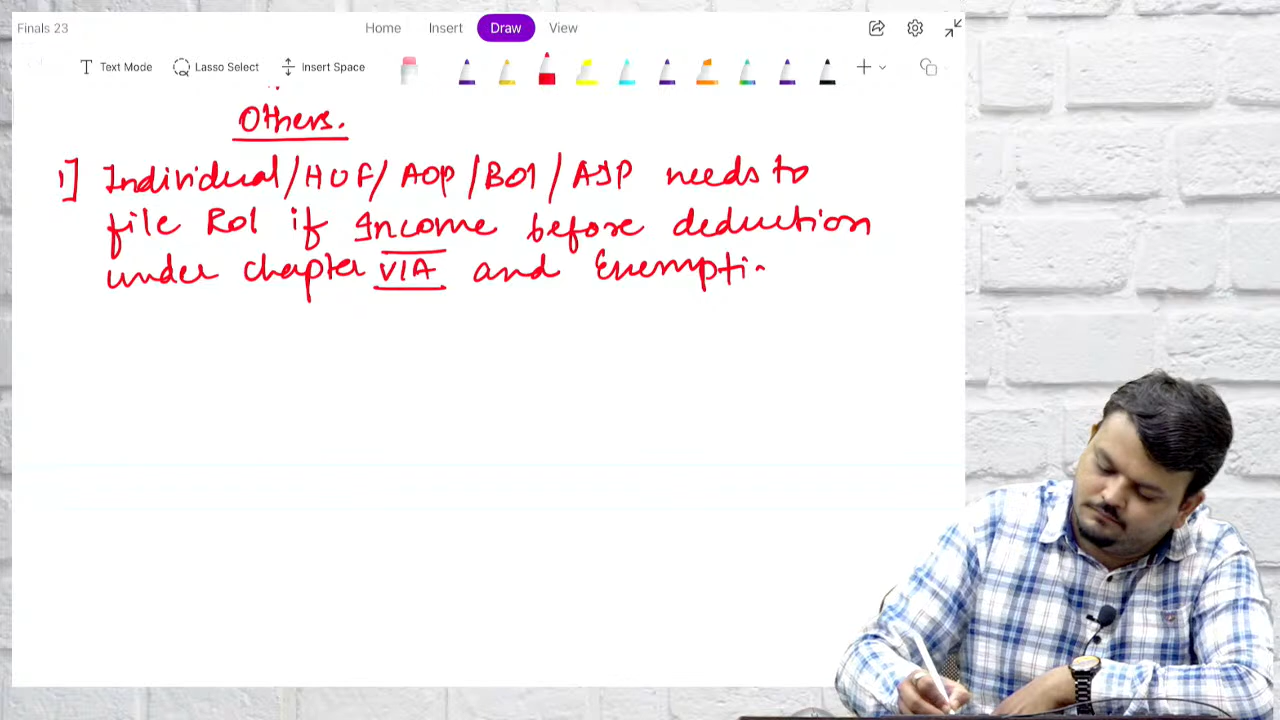 Finals 23
Home Insert Draw View
Text Mode Lasso Select Insert Space
Others.
1] Individual/HUF/AOP/BOI/AJP needs to
file RoI if Income before deduction
under chapter VIA and Exempti